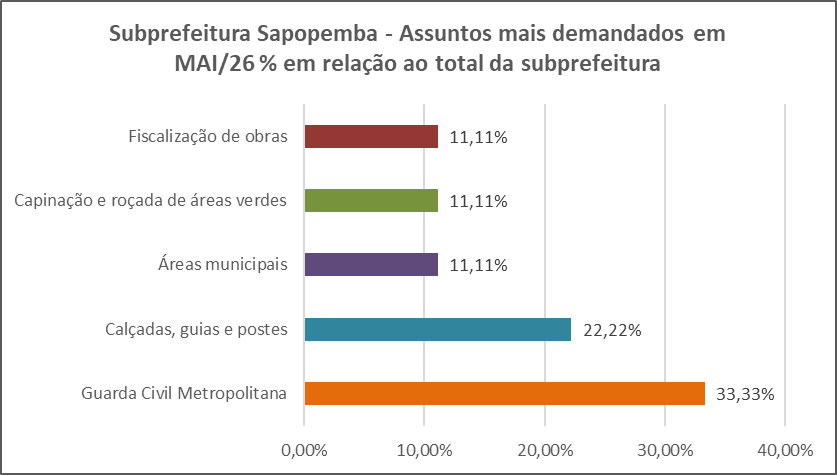 Subprefeitura Sapopemba - Assuntos mais demandados em
MAI/26 % em relação ao total da subprefeitura
Fiscalização de obras 11,11%
Capinação e roçada de áreas verdes 11,11%
Áreas municipais 11,11%
Calçadas, guias e postes 22,22%
Guarda Civil Metropolitana 33,33%
0,00% 10,00% 20,00% 30,00% 40,00%